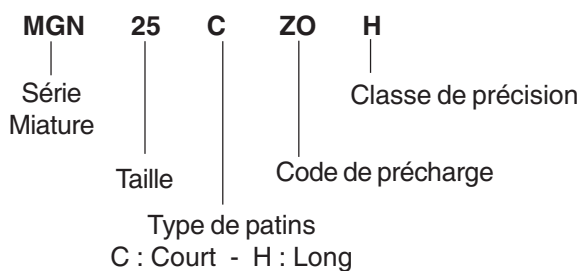 MGN 25 C ZO H
Série
Miature
Classe de précision
Taille
Code de précharge
Type de patins
C : Court - H : Long